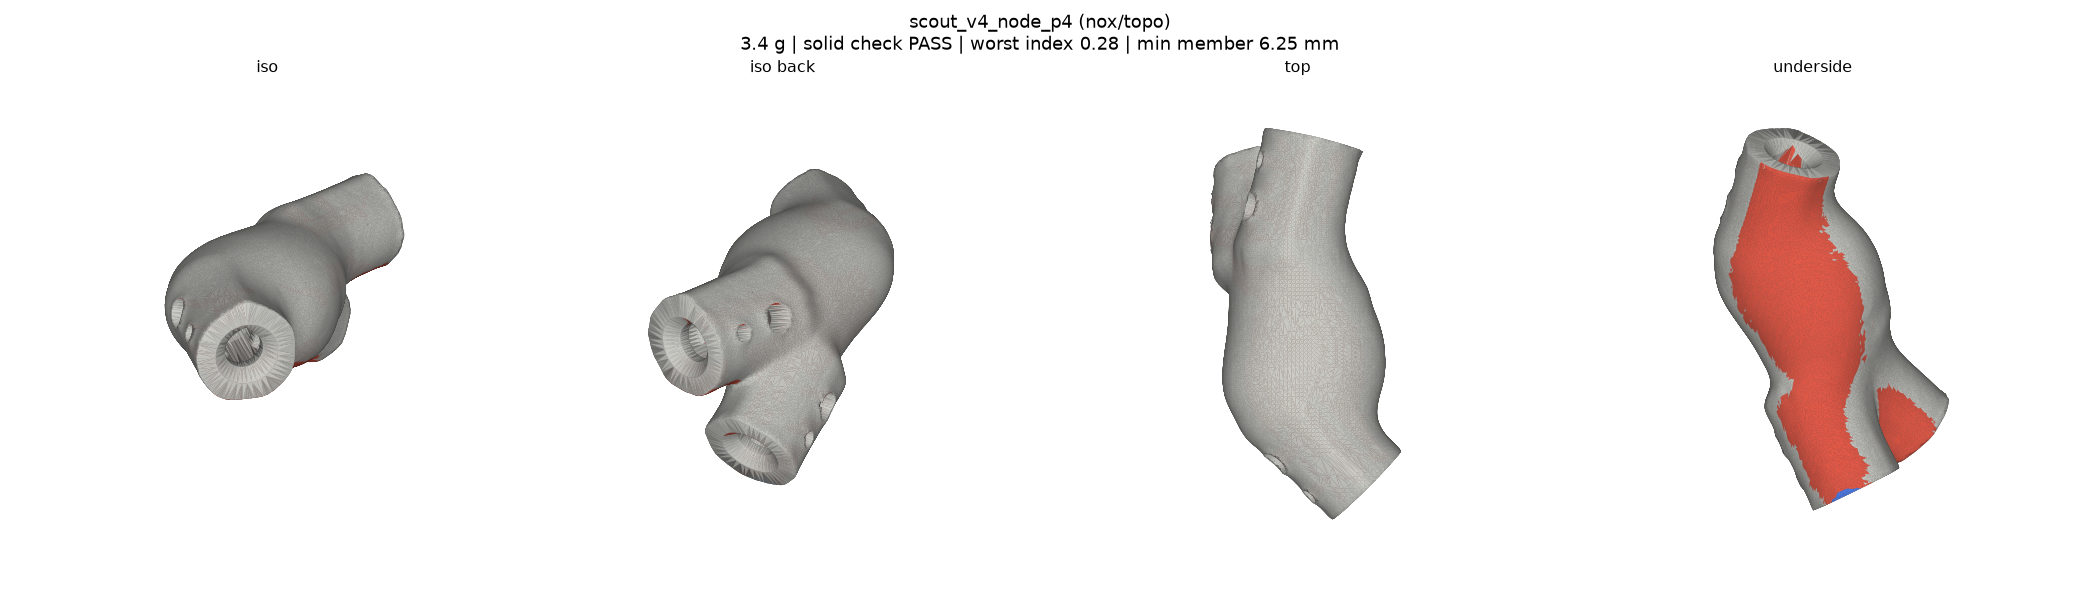 scout_v4_node_p4 (nox/topo)
3.4 g | solid check PASS | worst index 0.28 | min member 6.25 mm
iso
iso back
top
underside